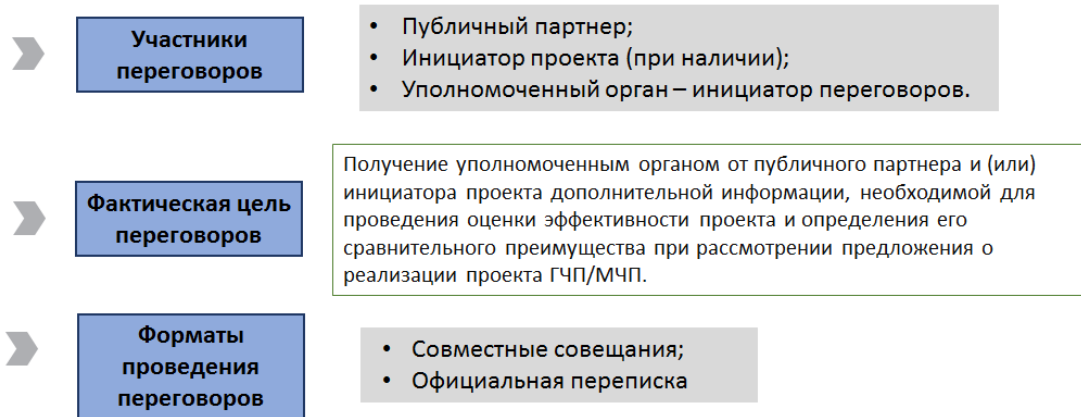 Участники
переговоров
• Публичный партнер;
• Инициатор проекта (при наличии);
• Уполномоченный орган – инициатор переговоров.
Фактическая цель
переговоров
Получение уполномоченным органом от публичного партнера и (или)
инициатора проекта дополнительной информации, необходимой для
проведения оценки эффективности проекта и определения его
сравнительного преимущества при рассмотрении предложения о
реализации проекта ГЧП/МЧП.
Форматы
проведения
переговоров
• Совместные совещания;
• Официальная переписка